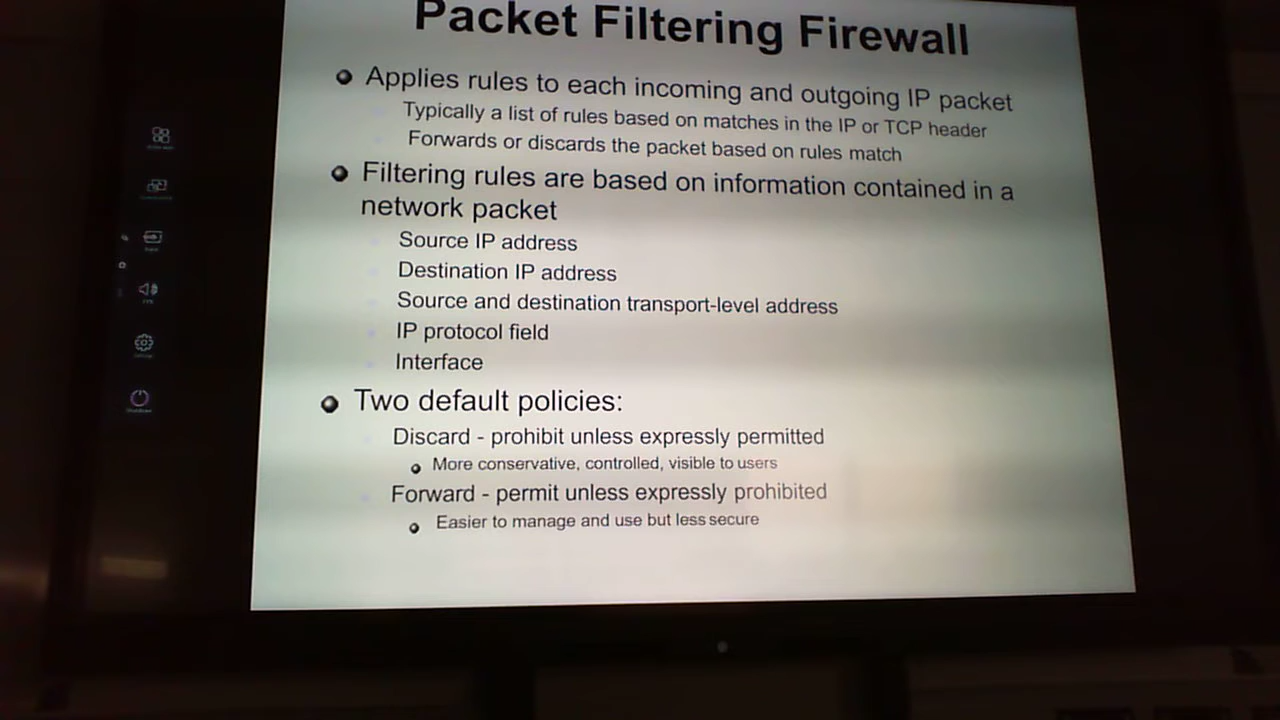 Packet Filtering Firewall
Applies rules to each incoming and outgoing IP packet
Typically a list of rules based on matches in the IP or TCP header
Forwards or discards the packet based on rules match
Filtering rules are based on information contained in a
network packet
Source IP address
Destination IP address
Source and destination transport-level address
IP protocol field
Interface
Two default policies:
Discard - prohibit unless expressly permitted
More conservative, controlled, visible to users
Forward - permit unless expressly prohibited
Easier to manage and use but less secure